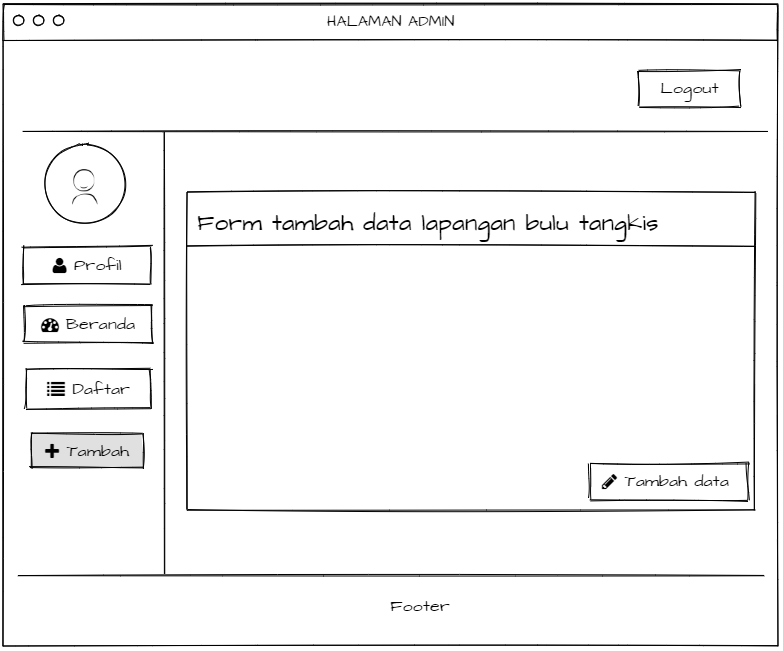 HALAMAN ADMIN
Logout
Form tambah data lapangan bulu tangkis
Profil
Beranda
Daftar
Tambah
Tambah data
Footer